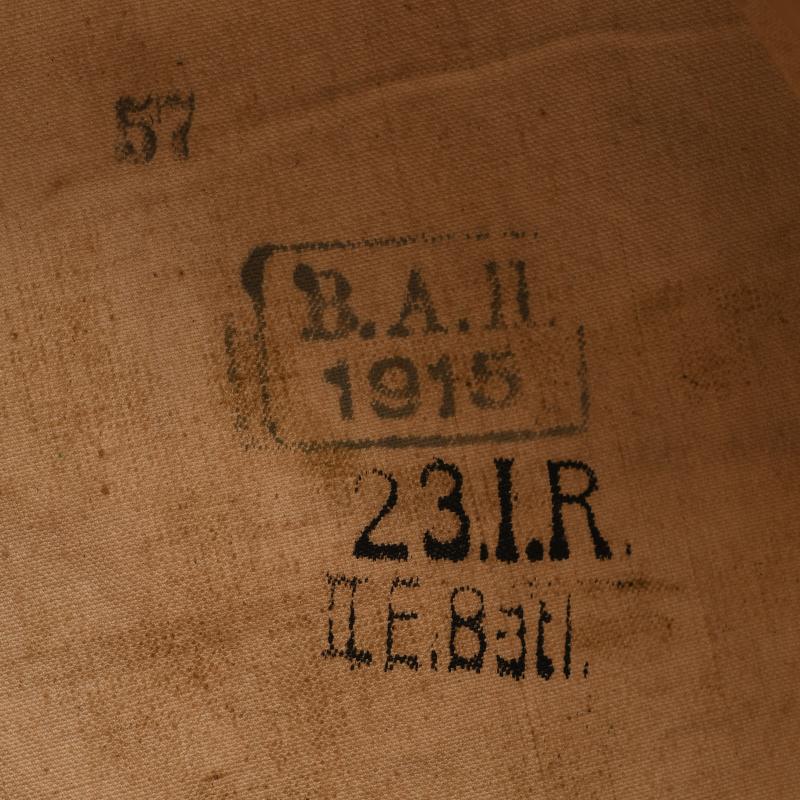 57
B.A.II.
1915
23.I.R.
II.E.Batl.